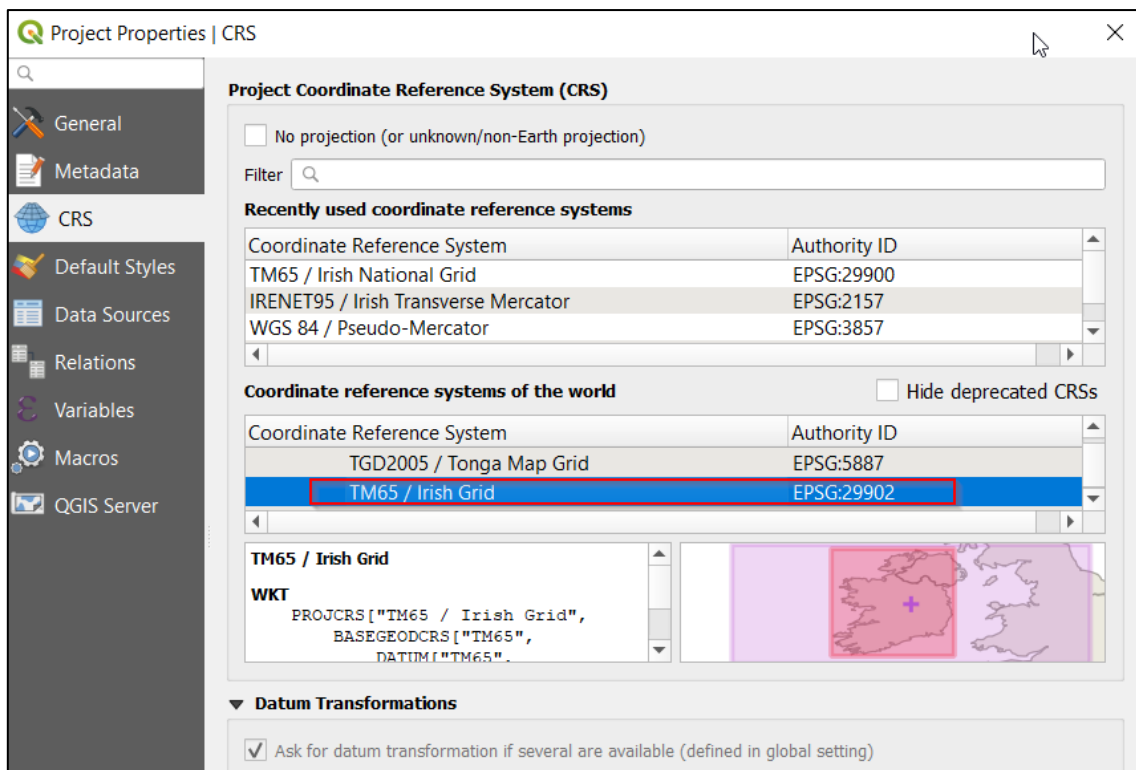 Project Properties | CRS
General
Metadata
CRS
Default Styles
Data Sources
Relations
Variables
Macros
QGIS Server
Project Coordinate Reference System (CRS)
No projection (or unknown/non-Earth projection)
Filter
Recently used coordinate reference systems
Coordinate Reference System Authority ID
TM65 / Irish National Grid EPSG:29900
IRENET95 / Irish Transverse Mercator EPSG:2157
WGS 84 / Pseudo-Mercator EPSG:3857
Coordinate reference systems of the world Hide deprecated CRSs
Coordinate Reference System Authority ID
TGD2005 / Tonga Map Grid EPSG:5887
TM65 / Irish Grid EPSG:29902
TM65 / Irish Grid
WKT
PROJCRS["TM65 / Irish Grid",
BASEGEODCRS["TM65",
DATUM["TM65",
Datum Transformations
Ask for datum transformation if several are available (defined in global setting)